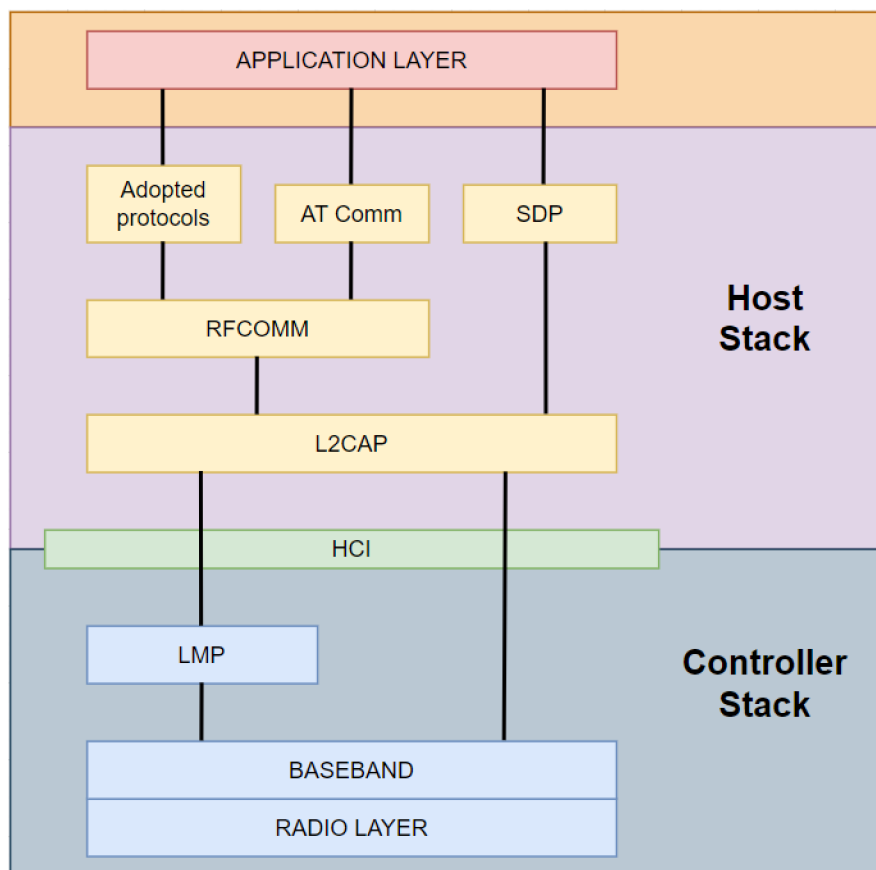 APPLICATION LAYER
Adopted
protocols
AT Comm
SDP
Host
Stack
RFCOMM
L2CAP
HCI
LMP
Controller
Stack
BASEBAND
RADIO LAYER